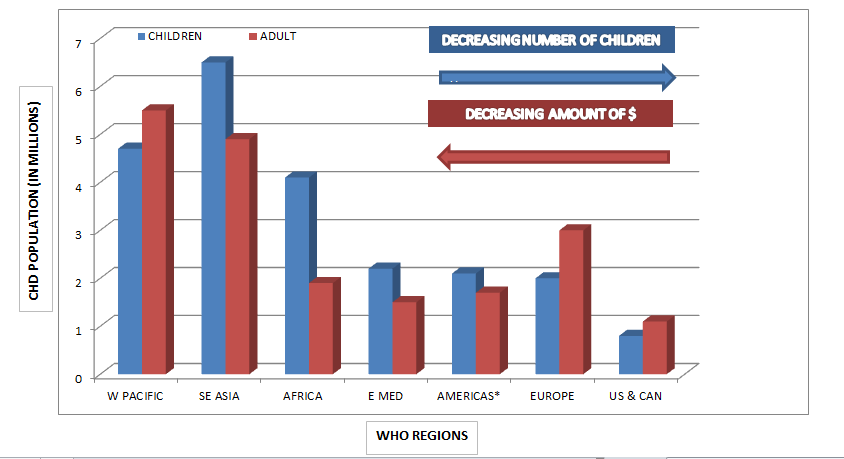 7
6
5
4
3
2
1
0
CHD POPULATION (IN MILLIONS)
CHILDREN ADULT
DECREASING NUMBER OF CHILDREN
DECREASING AMOUNT OF $
W PACIFIC SE ASIA AFRICA E MED AMERICAS* EUROPE US & CAN
WHO REGIONS